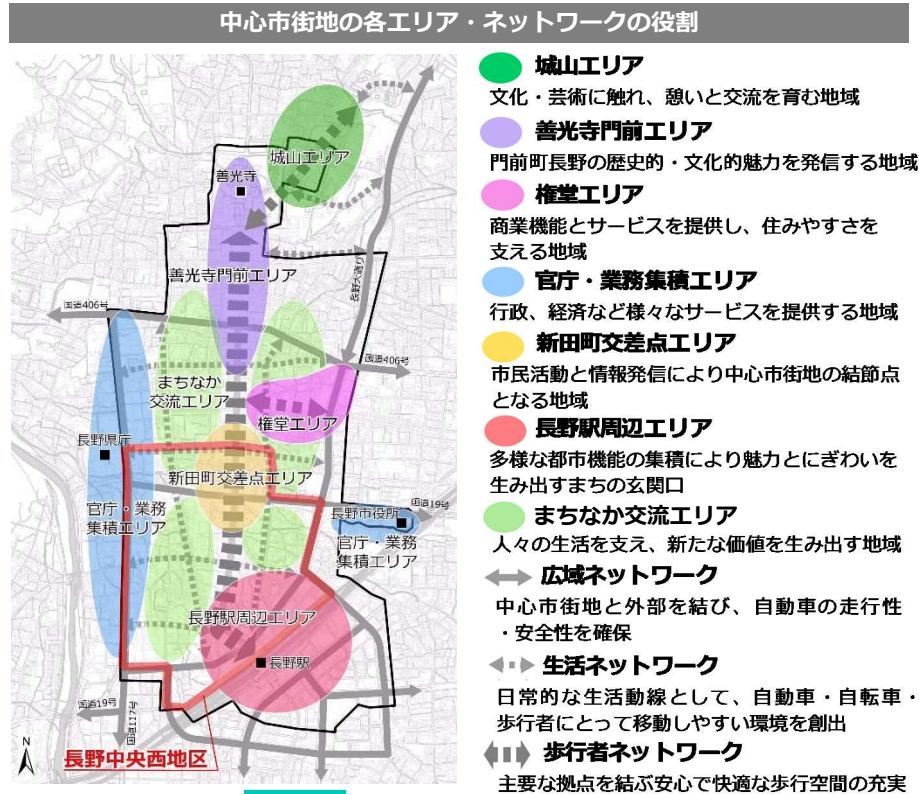 中心市街地の各エリア・ネットワークの役割
城山エリア
善光寺
善光寺門前エリア
長野大通り
国道406号
国道406号
まちなか
交流エリア
権堂エリア
長野県庁
新田町交差点エリア
国道19号
長野市役所
官庁・業務
集積エリア
官庁・業務
集積エリア
長野駅周辺エリア
長野駅
国道19号
国道117号
N
長野中央西地区
城山エリア
文化・芸術に触れ、憩いと交流を育む地域
善光寺門前エリア
門前町長野の歴史的・文化的魅力を発信する地域
権堂エリア
商業機能とサービスを提供し、住みやすさを
支える地域
官庁・業務集積エリア
行政、経済など様々なサービスを提供する地域
新田町交差点エリア
市民活動と情報発信により中心市街地の結節点
となる地域
長野駅周辺エリア
多様な都市機能の集積により魅力とにぎわいを
生み出すまちの玄関口
まちなか交流エリア
人々の生活を支え、新たな価値を生み出す地域
広域ネットワーク
中心市街地と外部を結び、自動車の走行性
・安全性を確保
生活ネットワーク
日常的な生活動線として、自動車・自転車・
歩行者にとって移動しやすい環境を創出
歩行者ネットワーク
主要な拠点を結ぶ安心で快適な歩行空間の充実